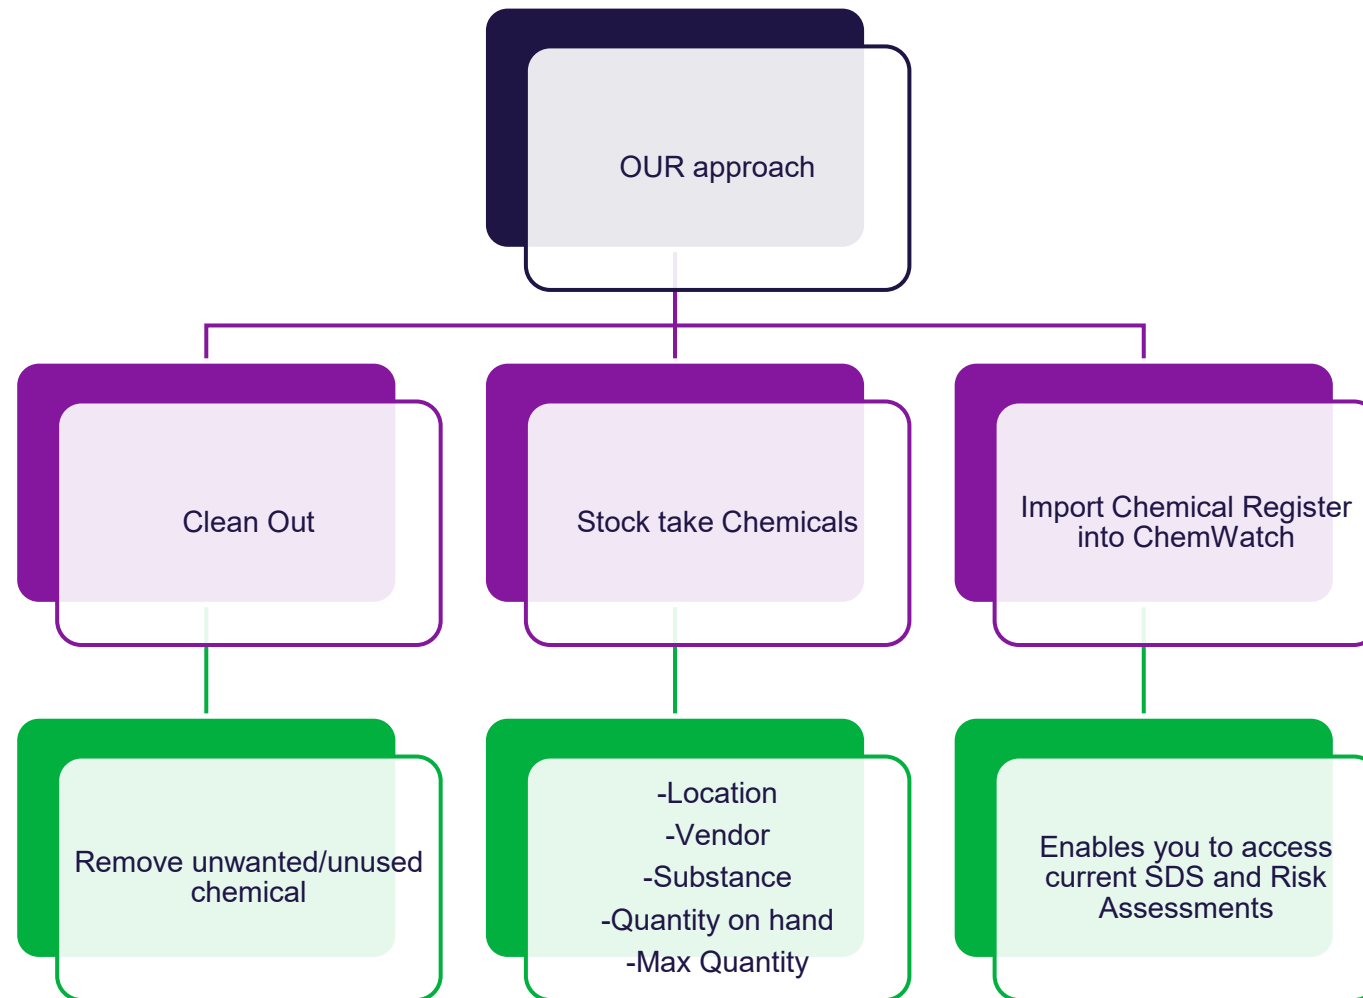 OUR approach
Clean Out
Stock take Chemicals
Import Chemical Register
into ChemWatch
Remove unwanted/unused
chemical
-Location
-Vendor
-Substance
-Quantity on hand
-Max Quantity
Enables you to access
current SDS and Risk
Assessments